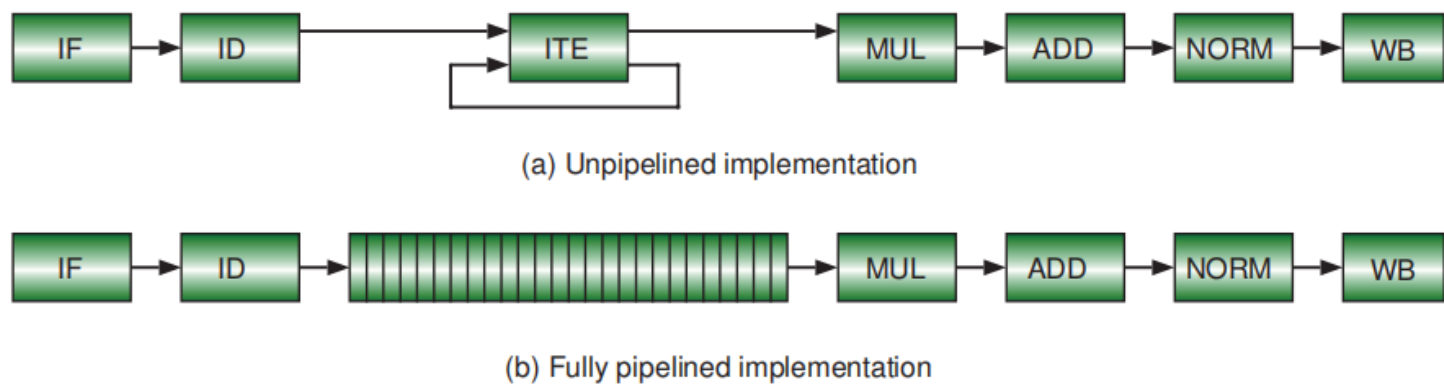 IF ID ITE MUL ADD NORM WB
(a) Unpipelined implementation
IF ID MUL ADD NORM WB
(b) Fully pipelined implementation